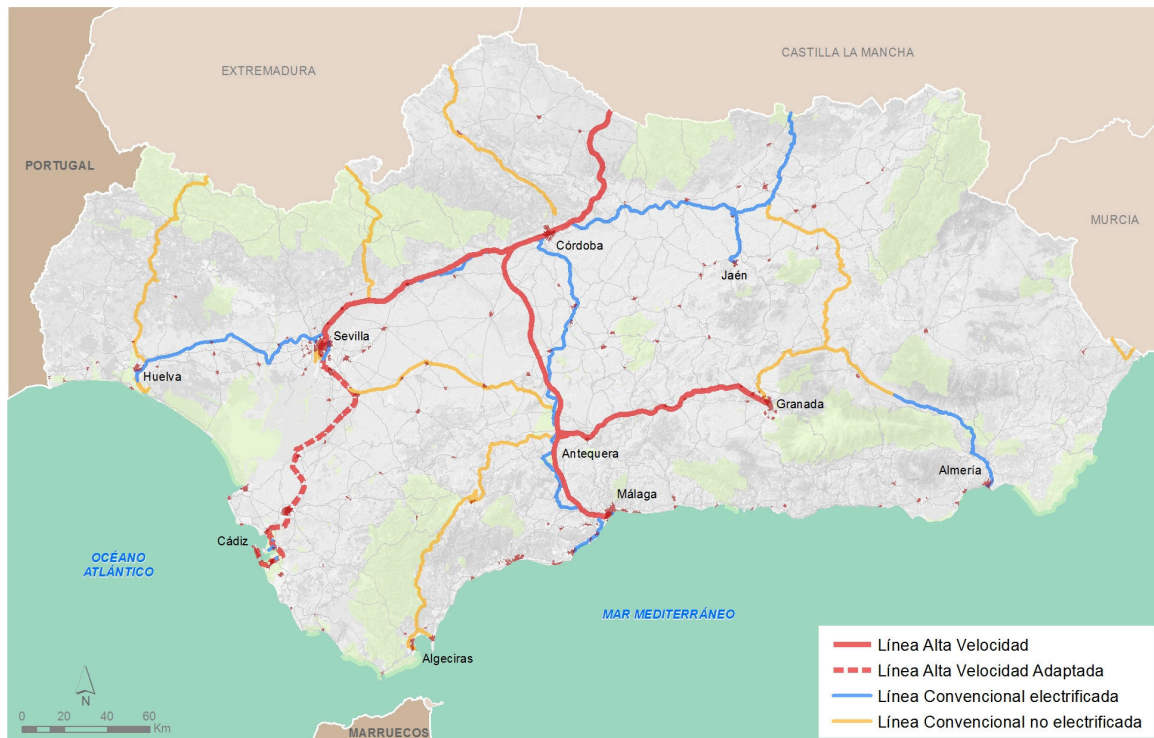 EXTREMADURA
CASTILLA LA MANCHA
PORTUGAL
MURCIA
Córdoba
Jaén
Sevilla
Huelva
Granada
Antequera
Almería
Málaga
Cádiz
OCÉANO
ATLÁNTICO
MAR MEDITERRÁNEO
Algeciras
Línea Alta Velocidad
Línea Alta Velocidad Adaptada
Línea Convencional electrificada
Línea Convencional no electrificada
N
0 20 40 60
Km
MARRUECOS